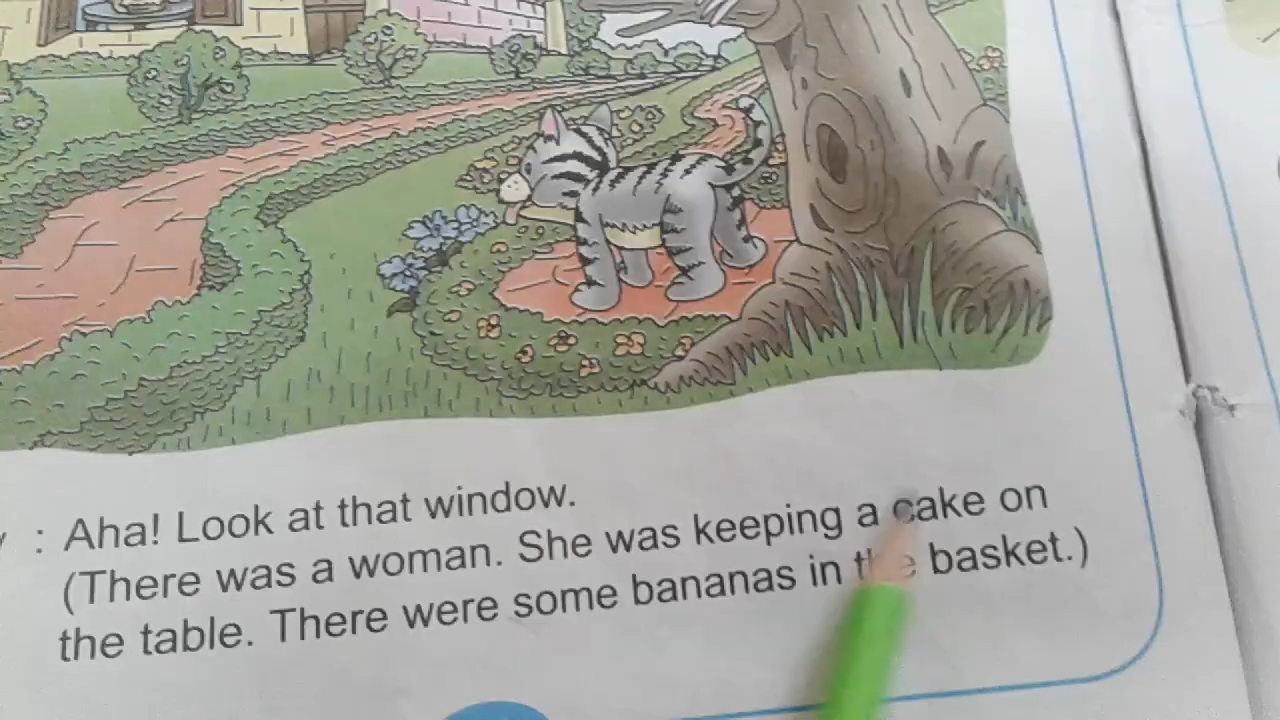 : Aha! Look at that window.
(There was a woman. She was keeping a cake on
the table. There were some bananas in the basket.)